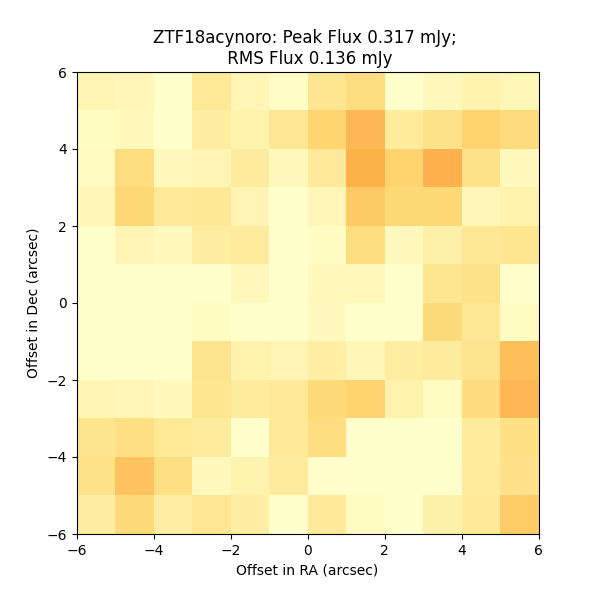 ZTF18acynoro: Peak Flux 0.317 mJy;
RMS Flux 0.136 mJy
6
4
2
0
−2
−4
−6
Offset in Dec (arcsec)
−6 −4 −2 0 2 4 6
Offset in RA (arcsec)